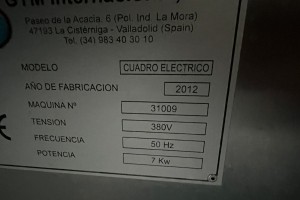 Paseo de la Acacia, 6 (Pol. Ind. La Mora)
47193 La Cistérniga - Valladolid (Spain)
Tel. (34) 983 40 30 10
MODELO CUADRO ELECTRICO
AÑO DE FABRICACION 2012
MAQUINA Nº 31009
TENSION 380V
FRECUENCIA 50 Hz
POTENCIA 7 Kw